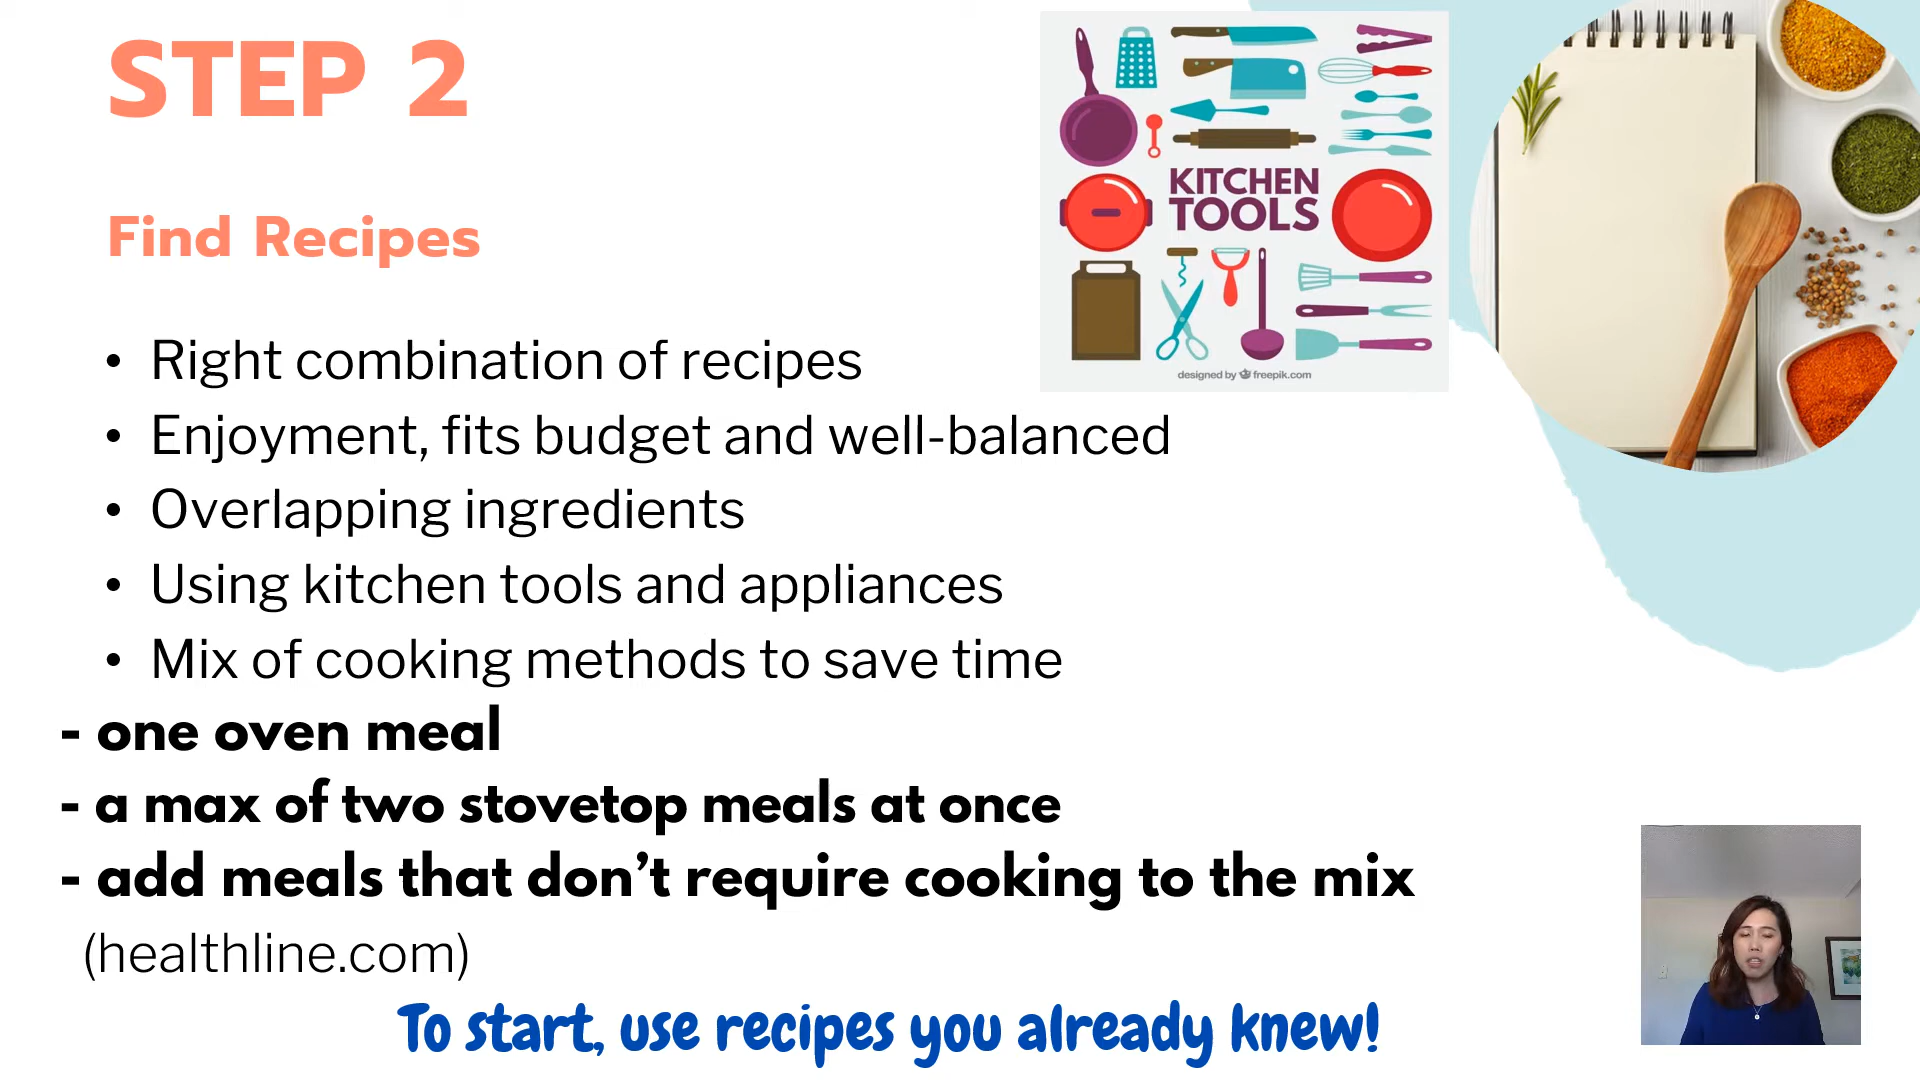 STEP 2
Find Recipes
KITCHEN
TOOLS
designed by freepik.com
• Right combination of recipes
• Enjoyment, fits budget and well-balanced
• Overlapping ingredients
• Using kitchen tools and appliances
• Mix of cooking methods to save time
- one oven meal
- a max of two stovetop meals at once
- add meals that don’t require cooking to the mix
(healthline.com)
To start, use recipes you already knew!